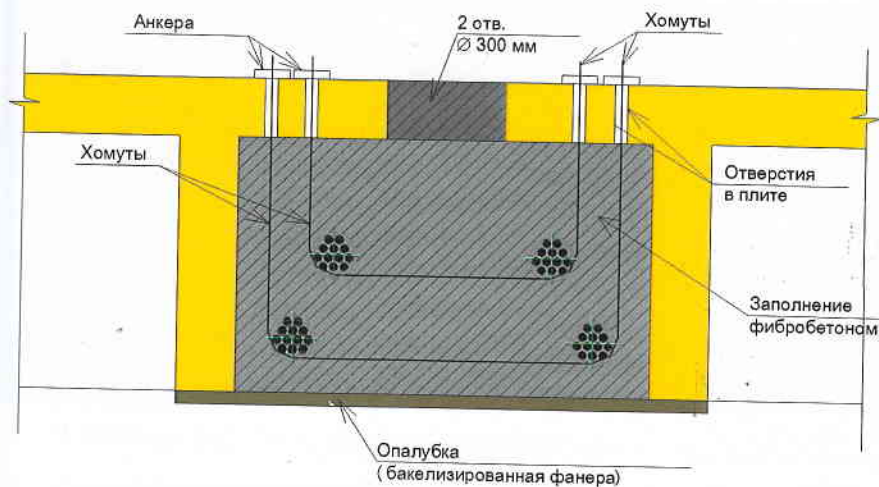 Анкера
2 отв.
Ø 300 мм
Хомуты
Хомуты
Отверстия
в плите
Заполнение
фибробетоном
Опалубка
( бакелизированная фанера)